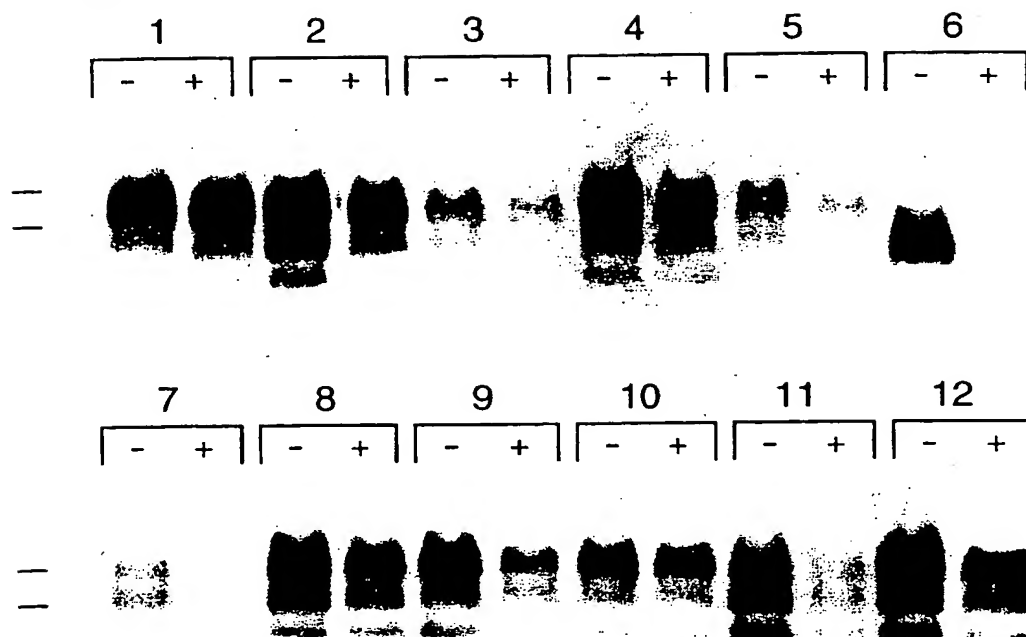 1 2 3 4 5 6
- + - + - + - + - + - +
7 8 9 10 11 12
- + - + - + - + - + - +